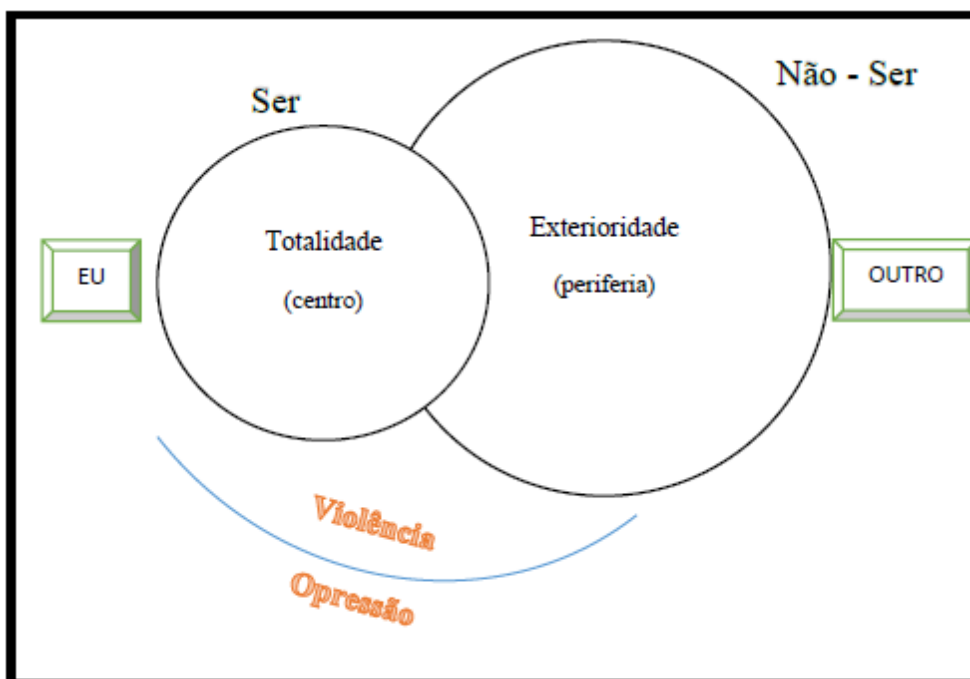 Não - Ser
Ser
Totalidade
(centro)
Exterioridade
(periferia)
EU
OUTRO
Violência
Opressão